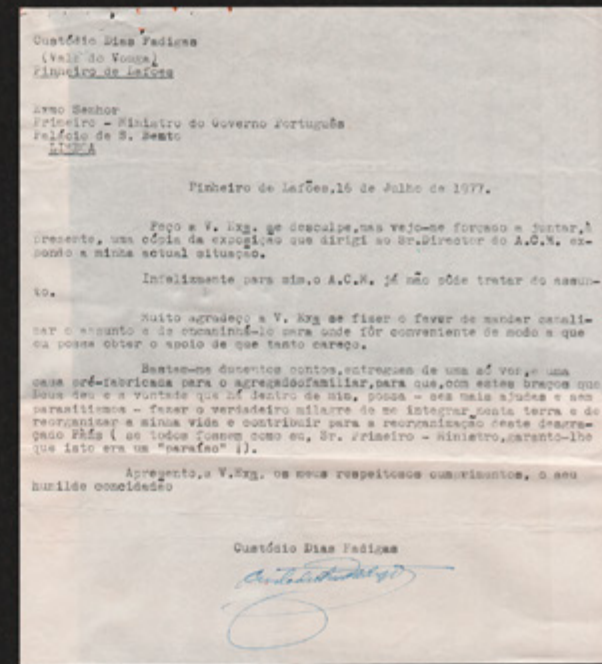 Custódio Dias Fadigas
(Vale do Vouga)
Pinheiro de Lafões
Exmo Senhor
Primeiro - Ministro do Governo Português
Palácio de S. Bento
LISBOA
Pinheiro de Lafões,16 de Julho de 1977.
Peço a V. Exa. me desculpe,mas vejo-me forçado a juntar,à
presente, uma cópia da exposição que dirigi ao Sr.Director do A.C.N. ex-
pondo a minha actual situação.
Infelizmente para mim,o A.C.N. já não pôde tratar do assun-
to.
Muito agradeço a V. Exa se fizer o favor de mandar canali-
zar o assunto e de encaminhá-lo para onde fôr conveniente de modo a que
eu possa obter o apoio de que tanto careço.
Bastam-me duzentos contos,entregues de uma só vez,e uma
casa pré-fabricada para o agregadoofamiliar,para que,com estes braços que
Deus deu e a vontade que há dentro de mim, possa - sem mais ajudas e sem
parasitismos - fazer o verdadeiro milagre de me integrar,nesta terra e de
reorganizar a minha vida e contribuir para a reorganização deste desgra-
çado País ( se todos fossem como eu, Sr. Primeiro - Ministro,garanto-lhe
que isto era um "paraíso" !).
Apresento,a V.Exa. os meus respeitosos cumprimentos, o seu
humilde concidadão
Custódio Dias Fadigas